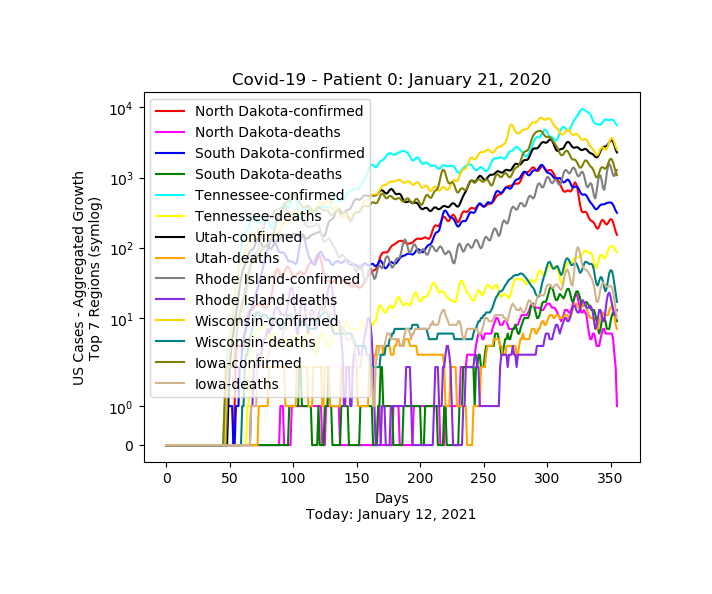 Covid-19 - Patient 0: January 21, 2020
US Cases - Aggregated Growth
Top 7 Regions (symlog)
10^4
10^3
10^2
10^1
10^0
0
North Dakota-confirmed
North Dakota-deaths
South Dakota-confirmed
South Dakota-deaths
Tennessee-confirmed
Tennessee-deaths
Utah-confirmed
Utah-deaths
Rhode Island-confirmed
Rhode Island-deaths
Wisconsin-confirmed
Wisconsin-deaths
Iowa-confirmed
Iowa-deaths
0 50 100 150 200 250 300 350
Days
Today: January 12, 2021